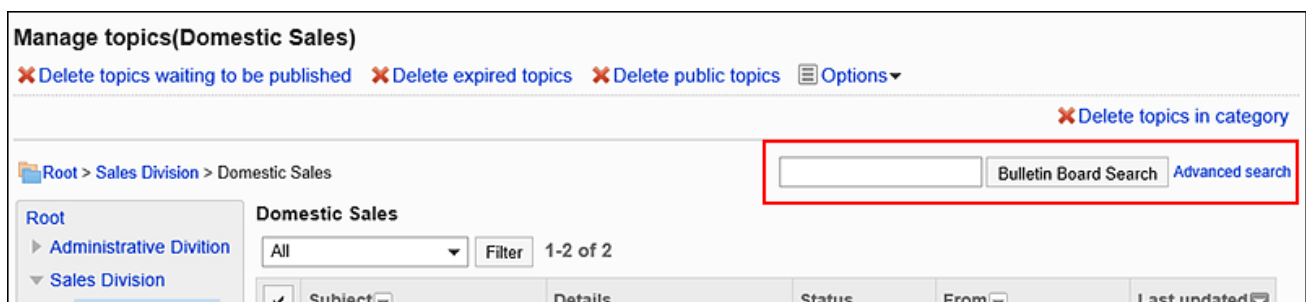 Manage topics(Domestic Sales)
Delete topics waiting to be published Delete expired topics Delete public topics Options
Delete topics in category
Root > Sales Division > Domestic Sales Bulletin Board Search Advanced search
Root Domestic Sales
Administrative Divition All Filter 1-2 of 2
Sales Division
Subject Details Status From Last updated